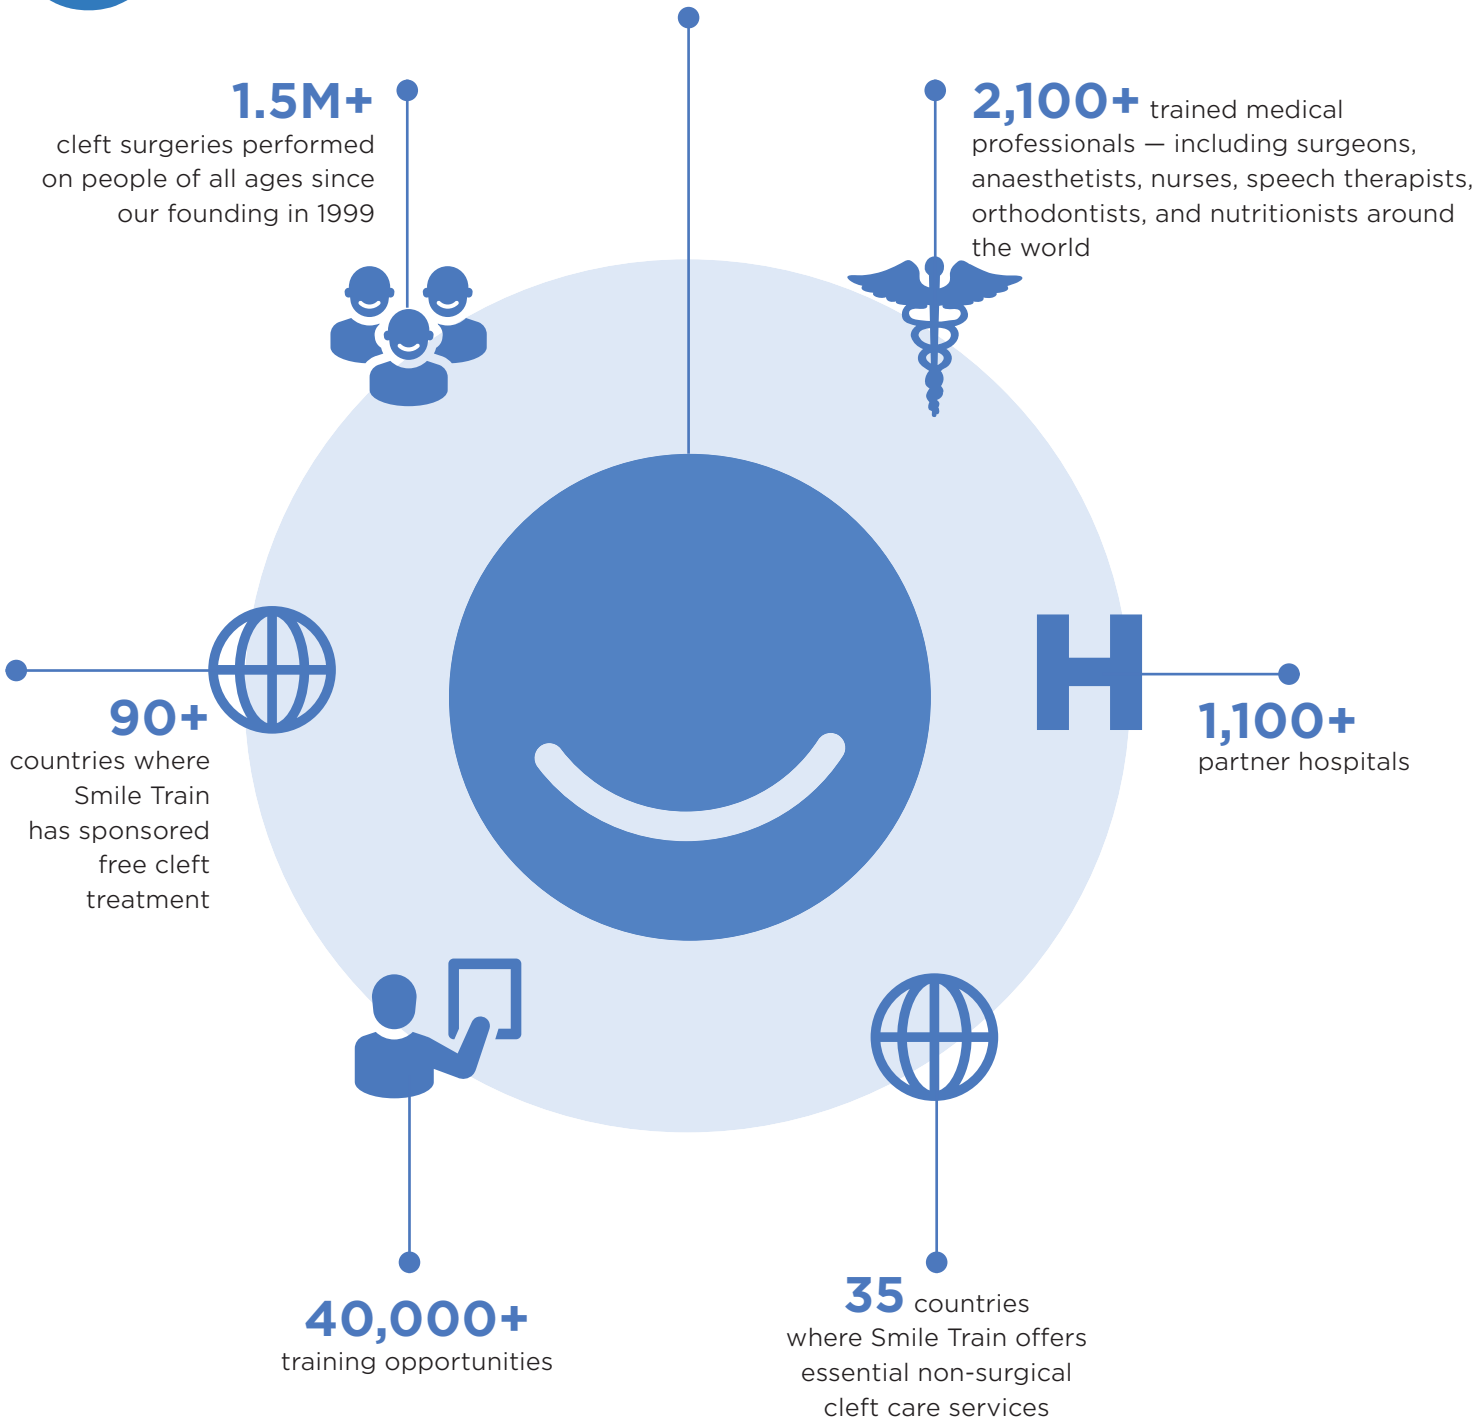 1.5M+
cleft surgeries performed
on people of all ages since
our founding in 1999
2,100+ trained medical
professionals — including surgeons,
anaesthetists, nurses, speech therapists,
orthodontists, and nutritionists around
the world
90+
countries where
Smile Train
has sponsored
free cleft
treatment
H
1,100+
partner hospitals
40,000+
training opportunities
35 countries
where Smile Train offers
essential non-surgical
cleft care services